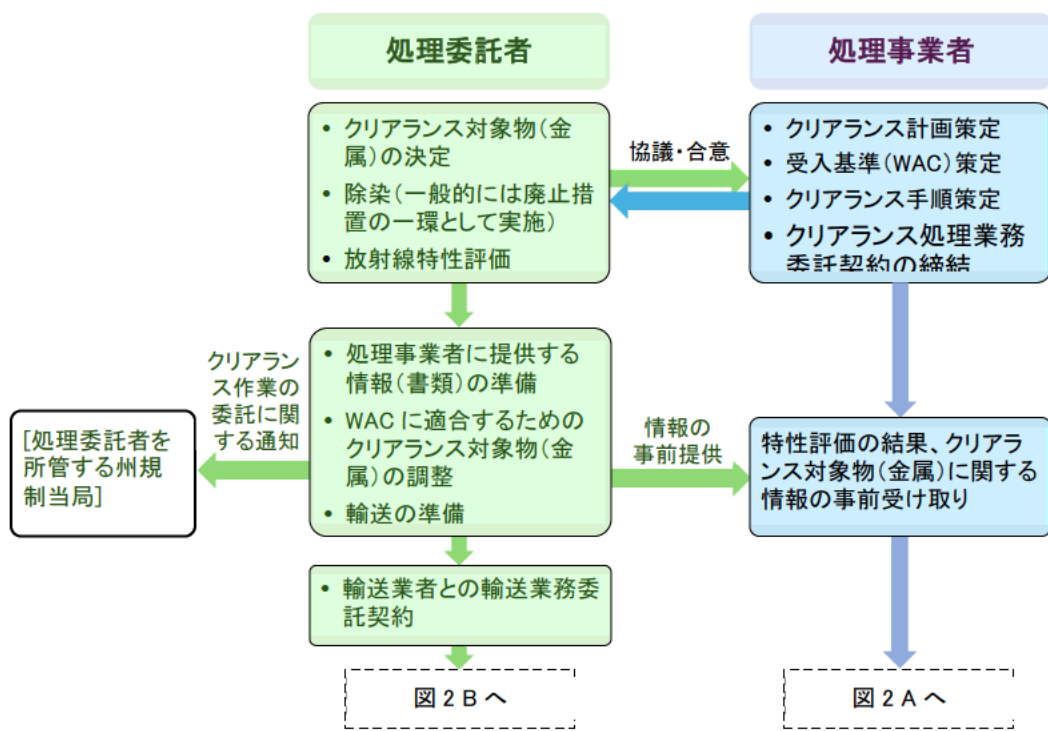 処理委託者
処理事業者
• クリアランス対象物(金
属)の決定
• 除染(一般的には廃止措
置の一環として実施)
• 放射線特性評価
協議・合意
• クリアランス計画策定
• 受入基準(WAC)策定
• クリアランス手順策定
• クリアランス処理業務
委託契約の締結
クリアラン
ス作業の
委託に関
する通知
[処理委託者を
所管する州規
制当局]
• 処理事業者に提供する
情報(書類)の準備
• WAC に適合するための
クリアランス対象物(金
属)の調整
• 輸送の準備
情報の
事前提供
特性評価の結果、クリアラ
ンス対象物(金属)に関する
情報の事前受け取り
• 輸送業者との輸送業務委
託契約
図 2 B へ
図 2 A へ